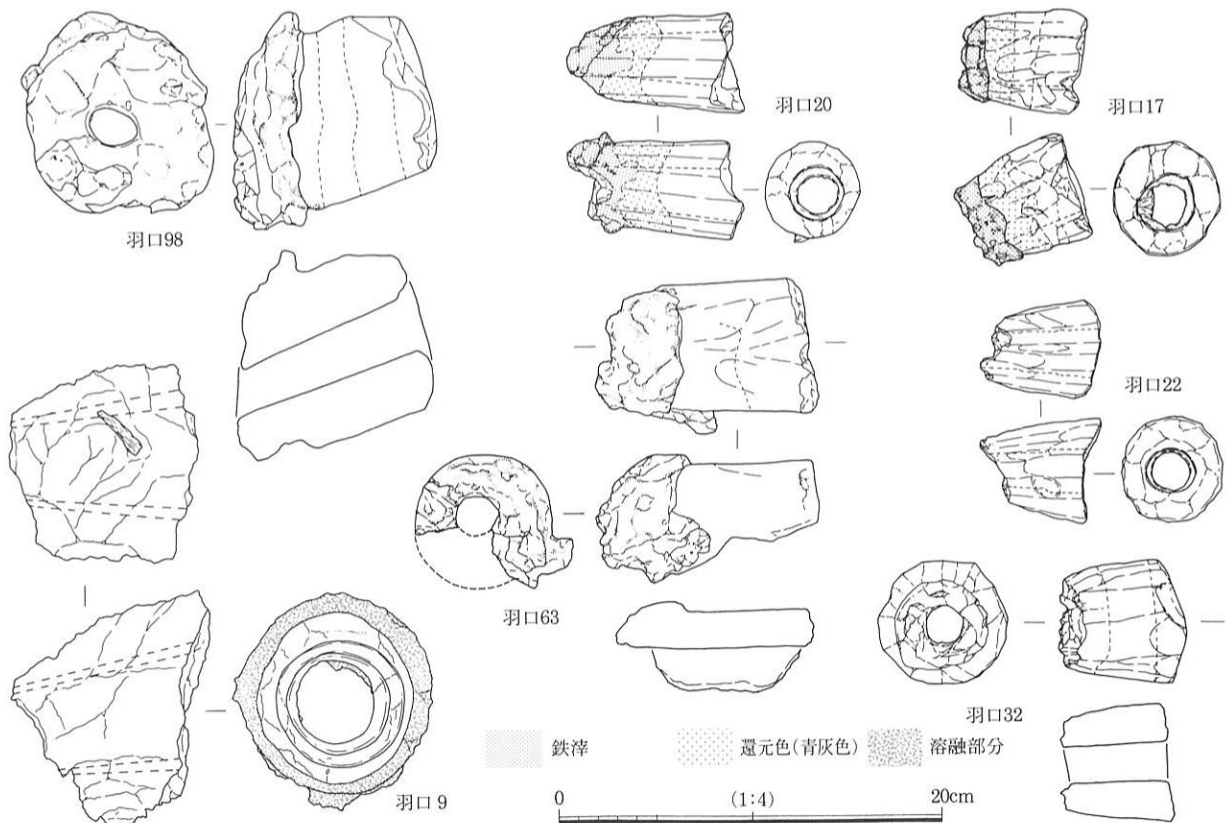 羽口98
羽口20
羽口17
羽口22
羽口63
羽口32
羽口9
鉄滓
還元色(青灰色)
溶融部分
0 (1:4) 20cm